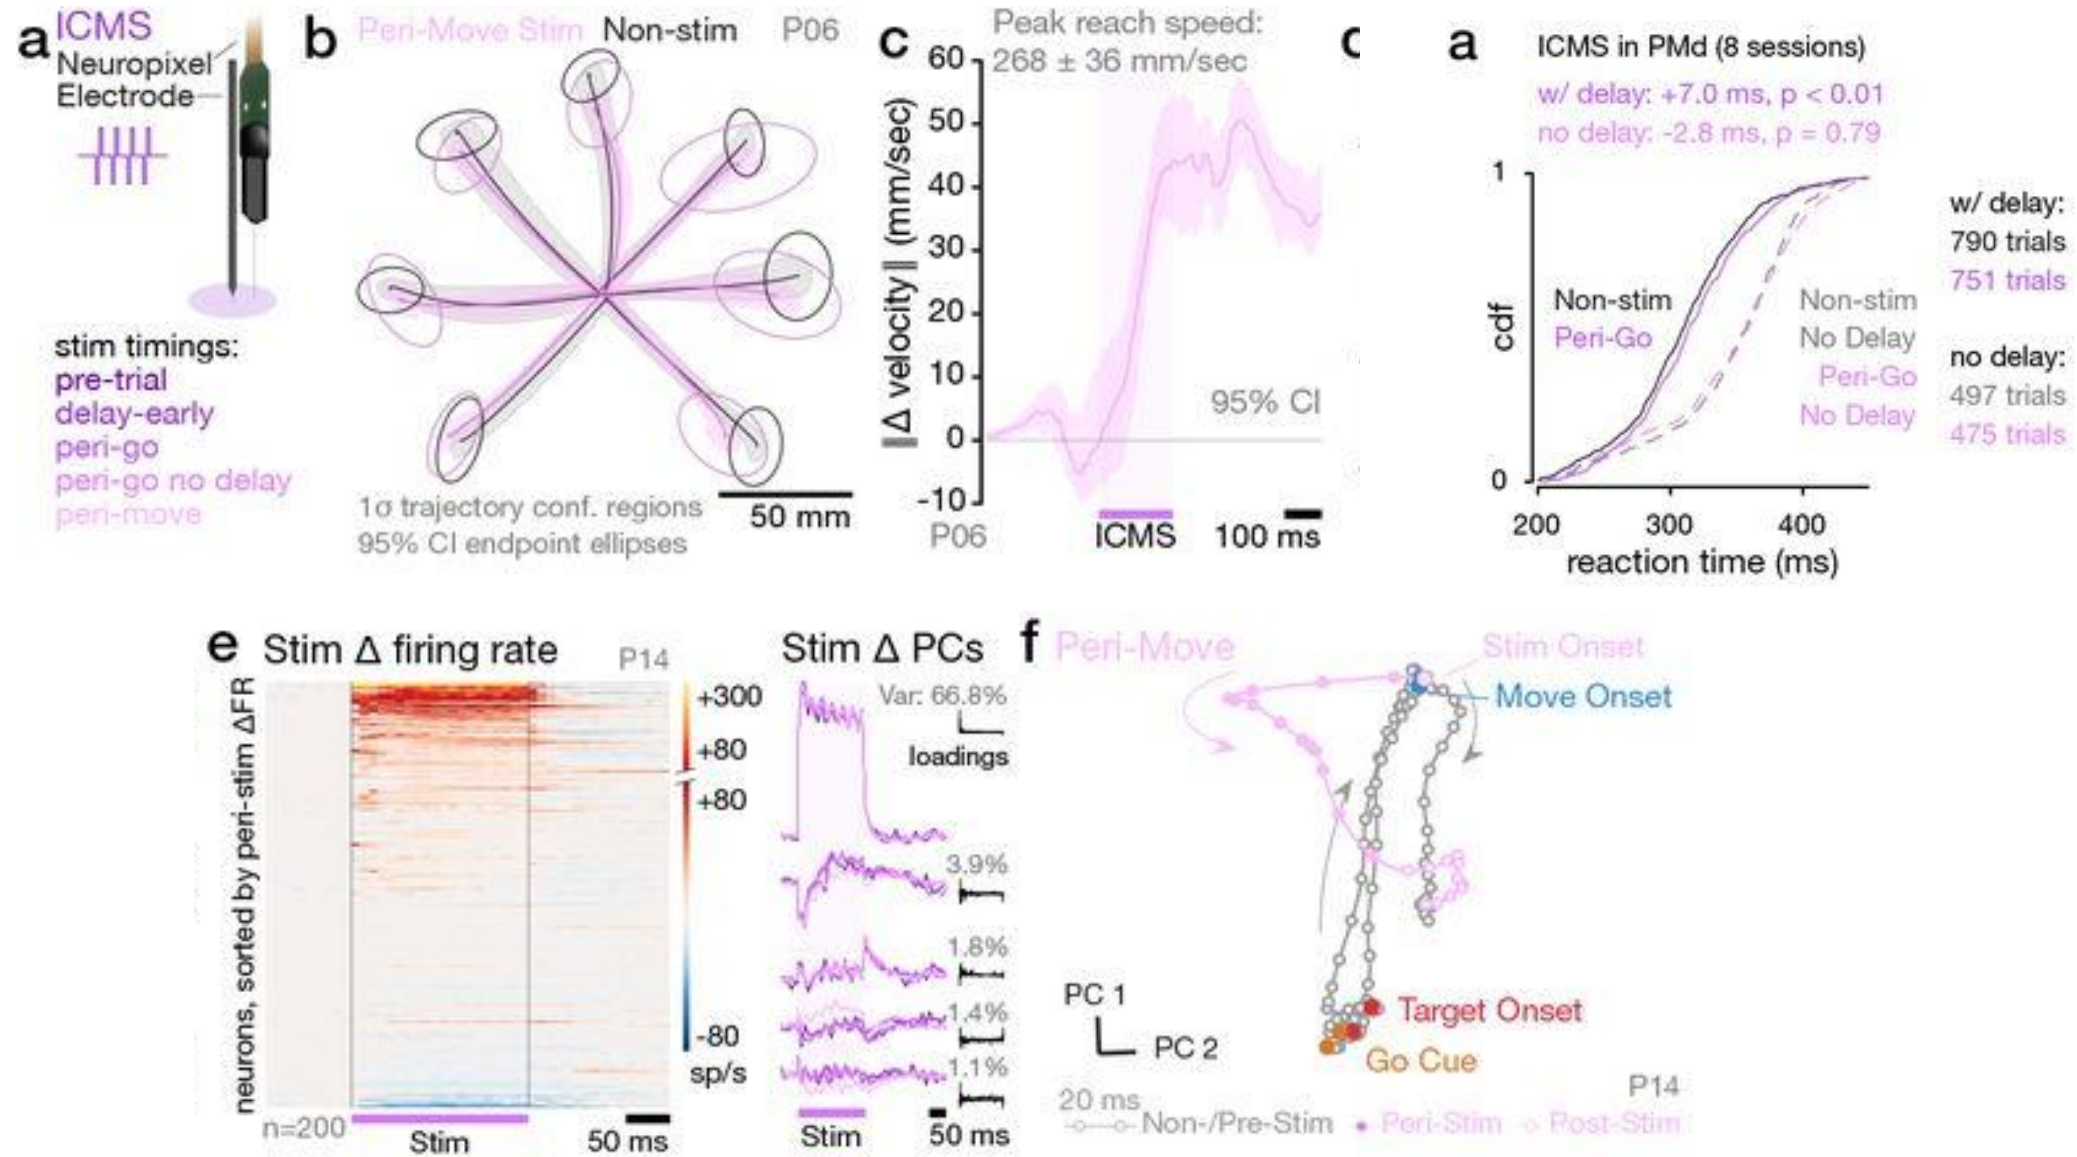 a
ICMS
Neuropixel
Electrode
stim timings:
pre-trial
delay-early
peri-go
peri-go no delay
peri-move
b
Peri-Move Stim Non-stim P06
1σ trajectory conf. regions
95% CI endpoint ellipses
50 mm
c
Peak reach speed:
268 ± 36 mm/sec
||Δ velocity|| (mm/sec)
60
50
40
30
20
10
0
-10
95% CI
P06
ICMS
100 ms
a
ICMS in PMd (8 sessions)
w/ delay: +7.0 ms, p < 0.01
no delay: -2.8 ms, p = 0.79
cdf
1
0
Non-stim
Peri-Go
Non-stim
No Delay
Peri-Go
No Delay
200 300 400
reaction time (ms)
w/ delay:
790 trials
751 trials
no delay:
497 trials
475 trials
e
Stim Δ firing rate
P14
neurons, sorted by peri-stim ΔFR
+300
+80
+80
-80
sp/s
n=200
Stim
50 ms
Stim Δ PCs
Var: 66.8%
loadings
3.9%
1.8%
1.4%
1.1%
Stim
50 ms
f
Peri-Move
Stim Onset
Move Onset
Target Onset
Go Cue
PC 1
PC 2
P14
20 ms
Non-/Pre-Stim Peri-Stim Post-Stim